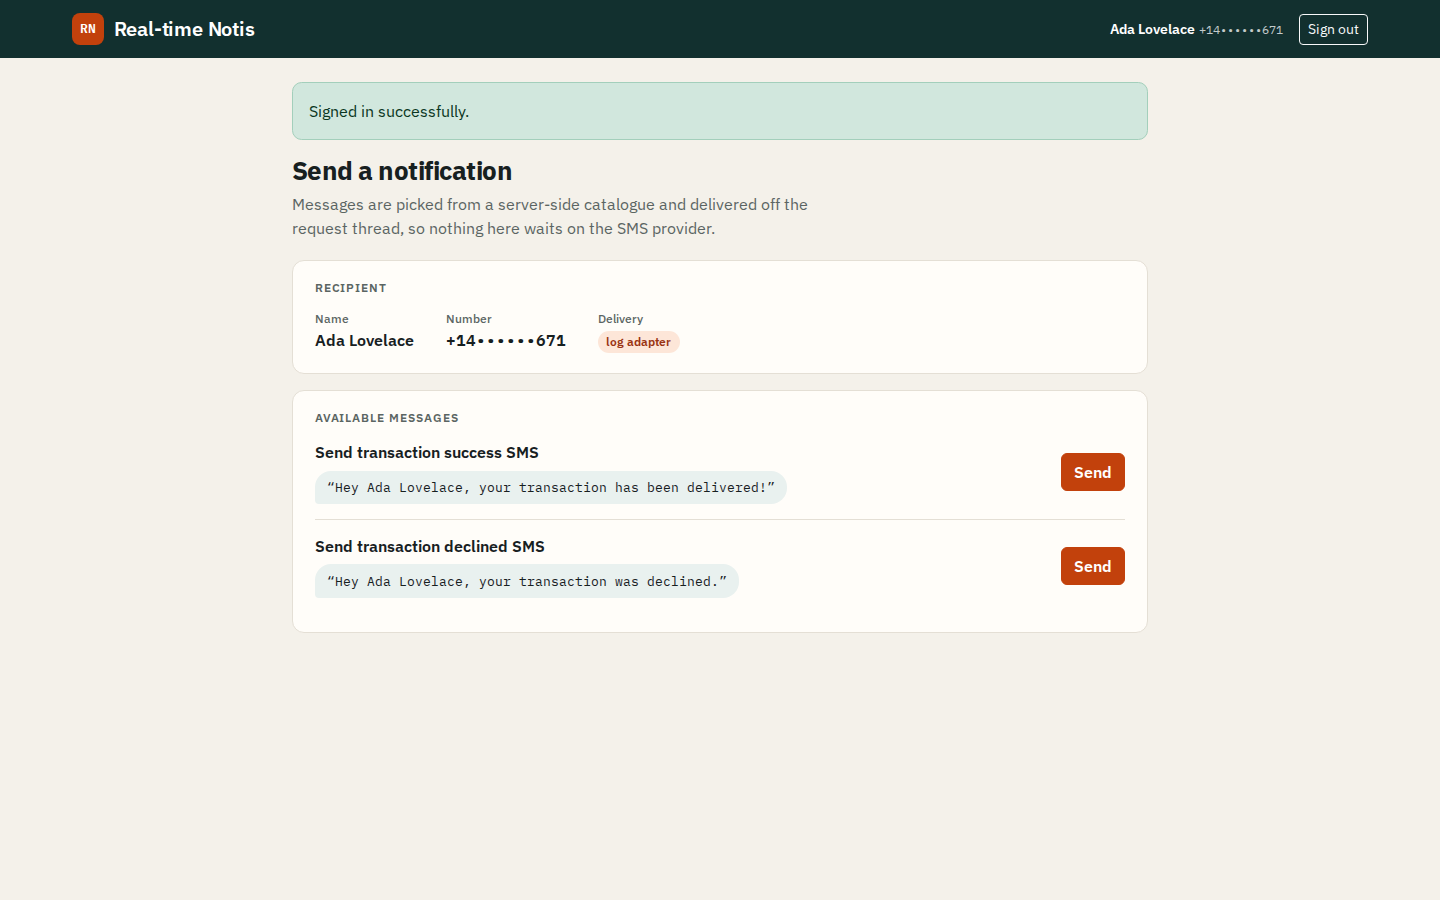 RN
Real-time Notis
Ada Lovelace +14••••••671
Sign out
Signed in successfully.
Send a notification
Messages are picked from a server-side catalogue and delivered off the
request thread, so nothing here waits on the SMS provider.
RECIPIENT
Name
Ada Lovelace
Number
+14••••••671
Delivery
log adapter
AVAILABLE MESSAGES
Send transaction success SMS
“Hey Ada Lovelace, your transaction has been delivered!”
Send
Send transaction declined SMS
“Hey Ada Lovelace, your transaction was declined.”
Send